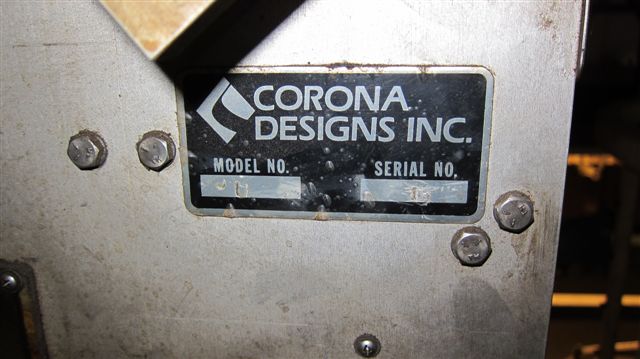 CORONA
DESIGNS INC.
MODEL NO.
SERIAL NO.